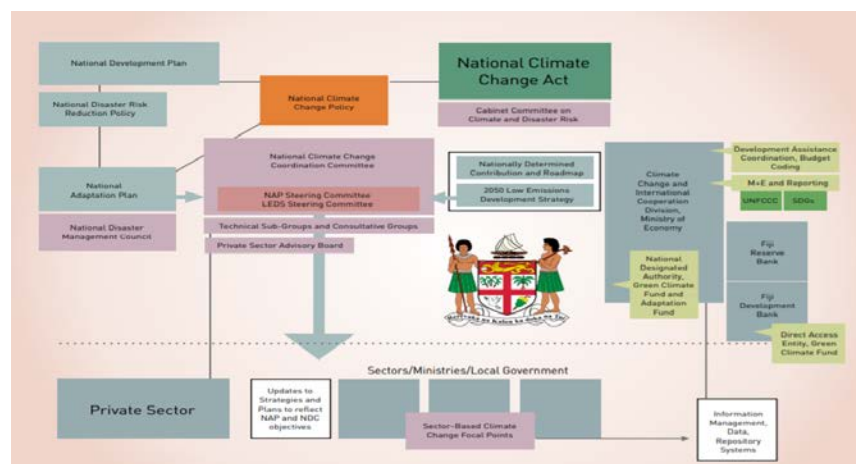 National Development Plan
National Climate
Change Act
National Climate
Change Policy
National Disaster Risk
Reduction Policy
Cabinet Committee on
Climate and Disaster Risk
National Climate Change
Coordination Committee
Nationally Determined
Contribution and Roadmap
2050 Low Emissions
Development Strategy
Climate
Change and
International
Cooperation
Division,
Ministry of
Economy
Development Assistance
Coordination, Budget
Coding
M+E and Reporting
UNFCCC
SDGs
National
Adaptation Plan
NAP Steering Committee
LEDS Steering Committee
National Disaster
Management Council
Technical Sub-Groups and Consultative Groups
Private Sector Advisory Board
Fiji
Reserve
Bank
National
Designated
Authority,
Green Climate
Fund and
Adaptation
Fund
Fiji
Development
Bank
Direct Access
Entity, Green
Climate Fund
Sectors/Ministries/Local Government
Private Sector
Updates to
Strategies and
Plans to reflect
NAP and NDC
objectives
Sector-Based Climate
Change Focal Points
Information
Management,
Data,
Repository
Systems